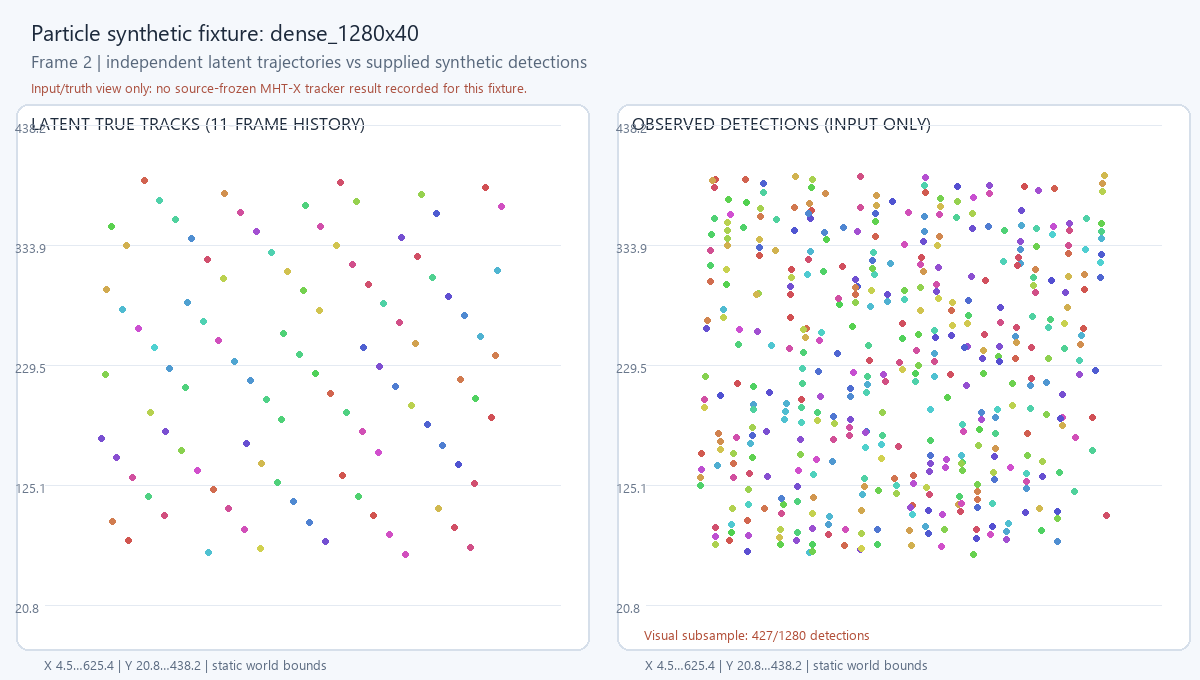 Particle synthetic fixture: dense_1280x40
Frame 2 | independent latent trajectories vs supplied synthetic detections
Input/truth view only: no source-frozen MHT-X tracker result recorded for this fixture.
LATENT TRUE TRACKS (11-FRAME HISTORY)
438.2
333.9
229.5
125.1
20.8
X 4.5...625.4 | Y 20.8...438.2 | static world bounds
OBSERVED DETECTIONS (INPUT ONLY)
438.2
333.9
229.5
125.1
20.8
Visual subsample: 427/1280 detections
X 4.5...625.4 | Y 20.8...438.2 | static world bounds